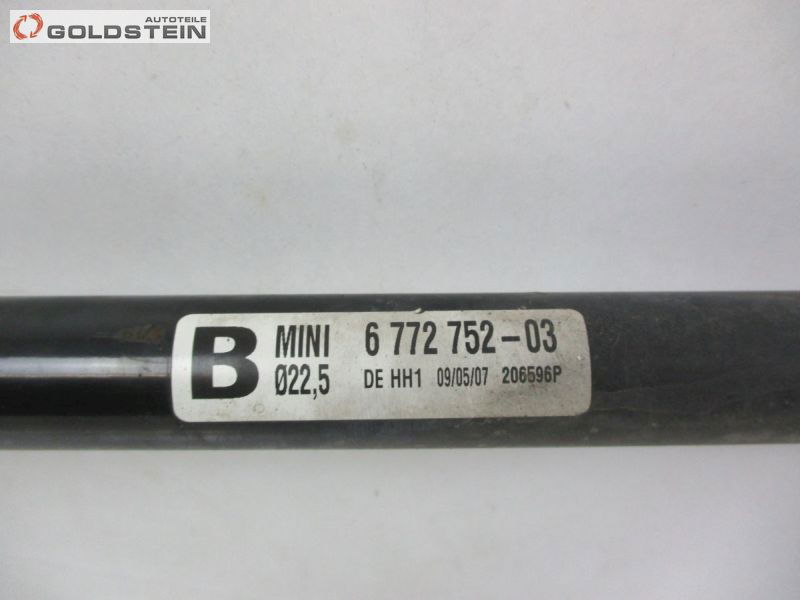 AUTOTEILE
GOLDSTEIN
B
MINI 6 772 752-03
Ø22,5 DE HH1 09/05/07 206596P